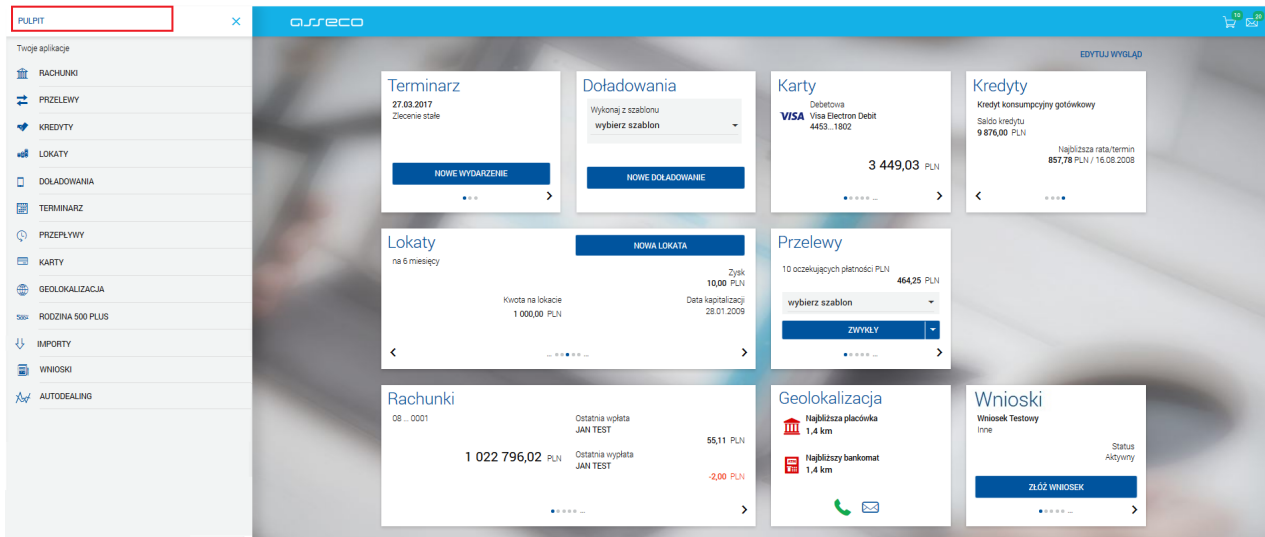 PULPIT
asseco
10
20
Twoje aplikacje
RACHUNKI
PRZELEWY
KREDYTY
LOKATY
DOŁADOWANIA
TERMINARZ
PRZEPŁYWY
KARTY
GEOLOKALIZACJA
RODZINA 500 PLUS
IMPORTY
WNIOSKI
AUTODEALING
EDYTUJ WYGLĄD
Terminarz
27.03.2017
Zlecenie stałe
NOWE WYDARZENIE
Doładowania
Wykonaj z szablonu
wybierz szablon
NOWE DOŁADOWANIE
Karty
Debetowa
VISA Visa Electron Debit
4453...1802
3 449,03 PLN
...
Kredyty
Kredyt konsumpcyjny gotówkowy
Saldo kredytu
9 876,00 PLN
Najbliższa rata/termin
857,78 PLN / 16.08.2008
Lokaty
NOWA LOKATA
na 6 miesięcy
Zysk
10,00 PLN
Kwota na lokacie
1 000,00 PLN
Data kapitalizacji
28.01.2009
... ...
Przelewy
10 oczekujących płatności PLN
464,25 PLN
wybierz szablon
ZWYKŁY
...
Rachunki
08 ... 0001
1 022 796,02 PLN
Ostatnia wpłata
JAN TEST
55,11 PLN
Ostatnia wypłata
JAN TEST
-2,00 PLN
...
Geolokalizacja
Najbliższa placówka
1,4 km
Najbliższy bankomat
1,4 km
Wnioski
Wniosek Testowy
Inne
Status
Aktywny
ZŁÓŻ WNIOSEK
...